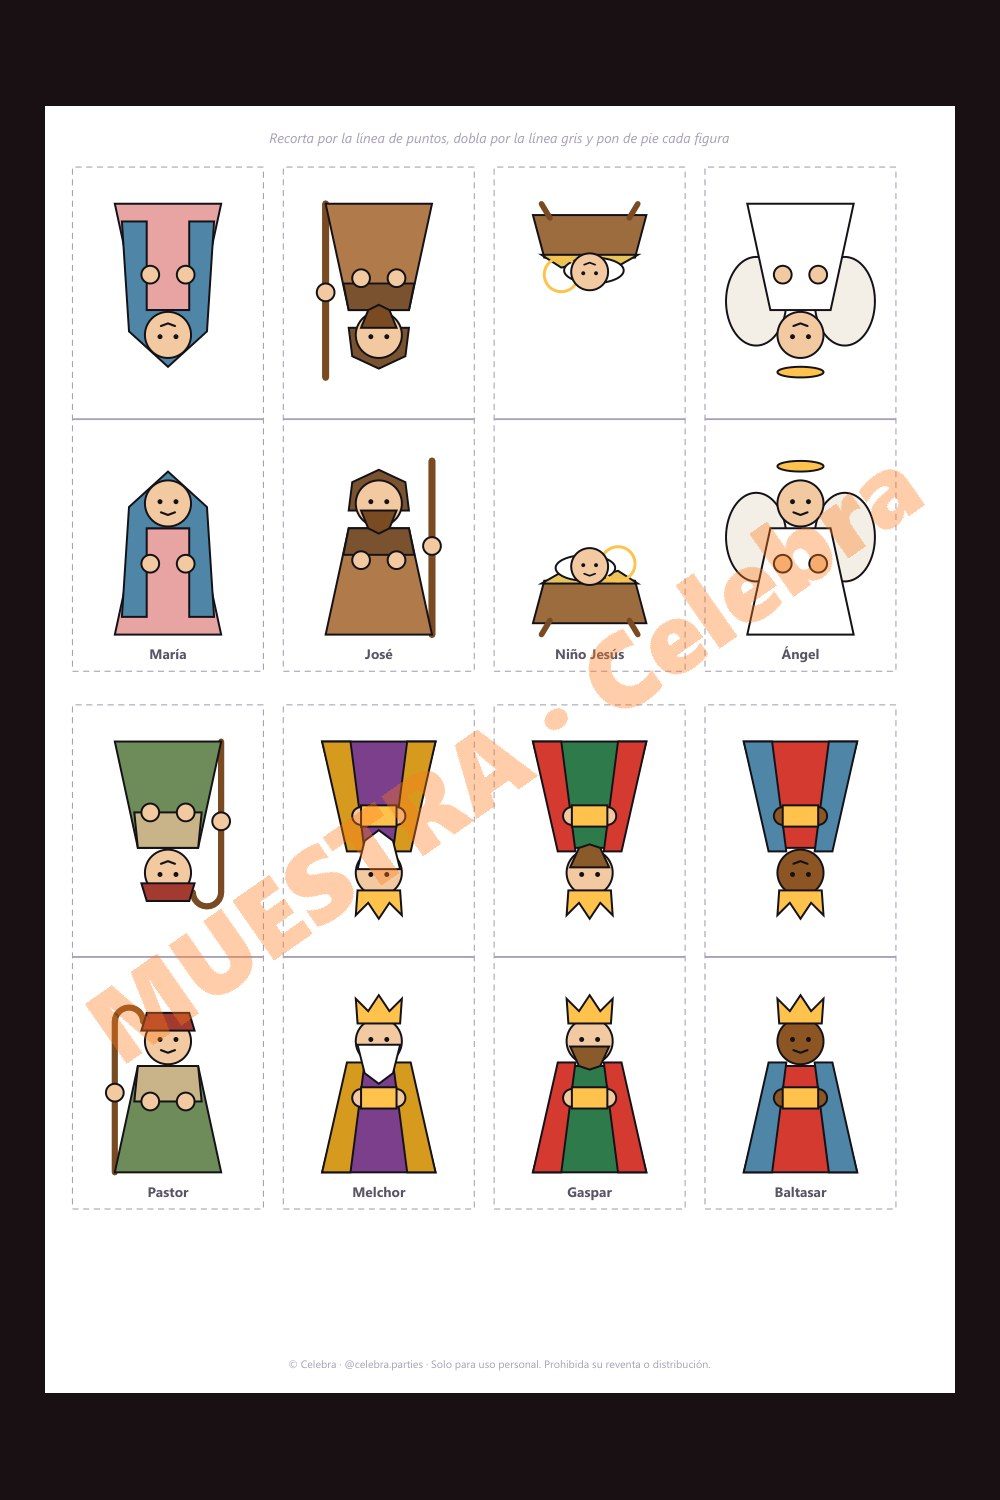 Recorta por la línea de puntos, dobla por la línea gris y pon de pie cada figura
María
José
Niño Jesús
Ángel
MUESTRA · Celebra
Pastor
Melchor
Gaspar
Baltasar
© Celebra · @celebra.parties · Solo para uso personal. Prohibida su reventa o distribución.